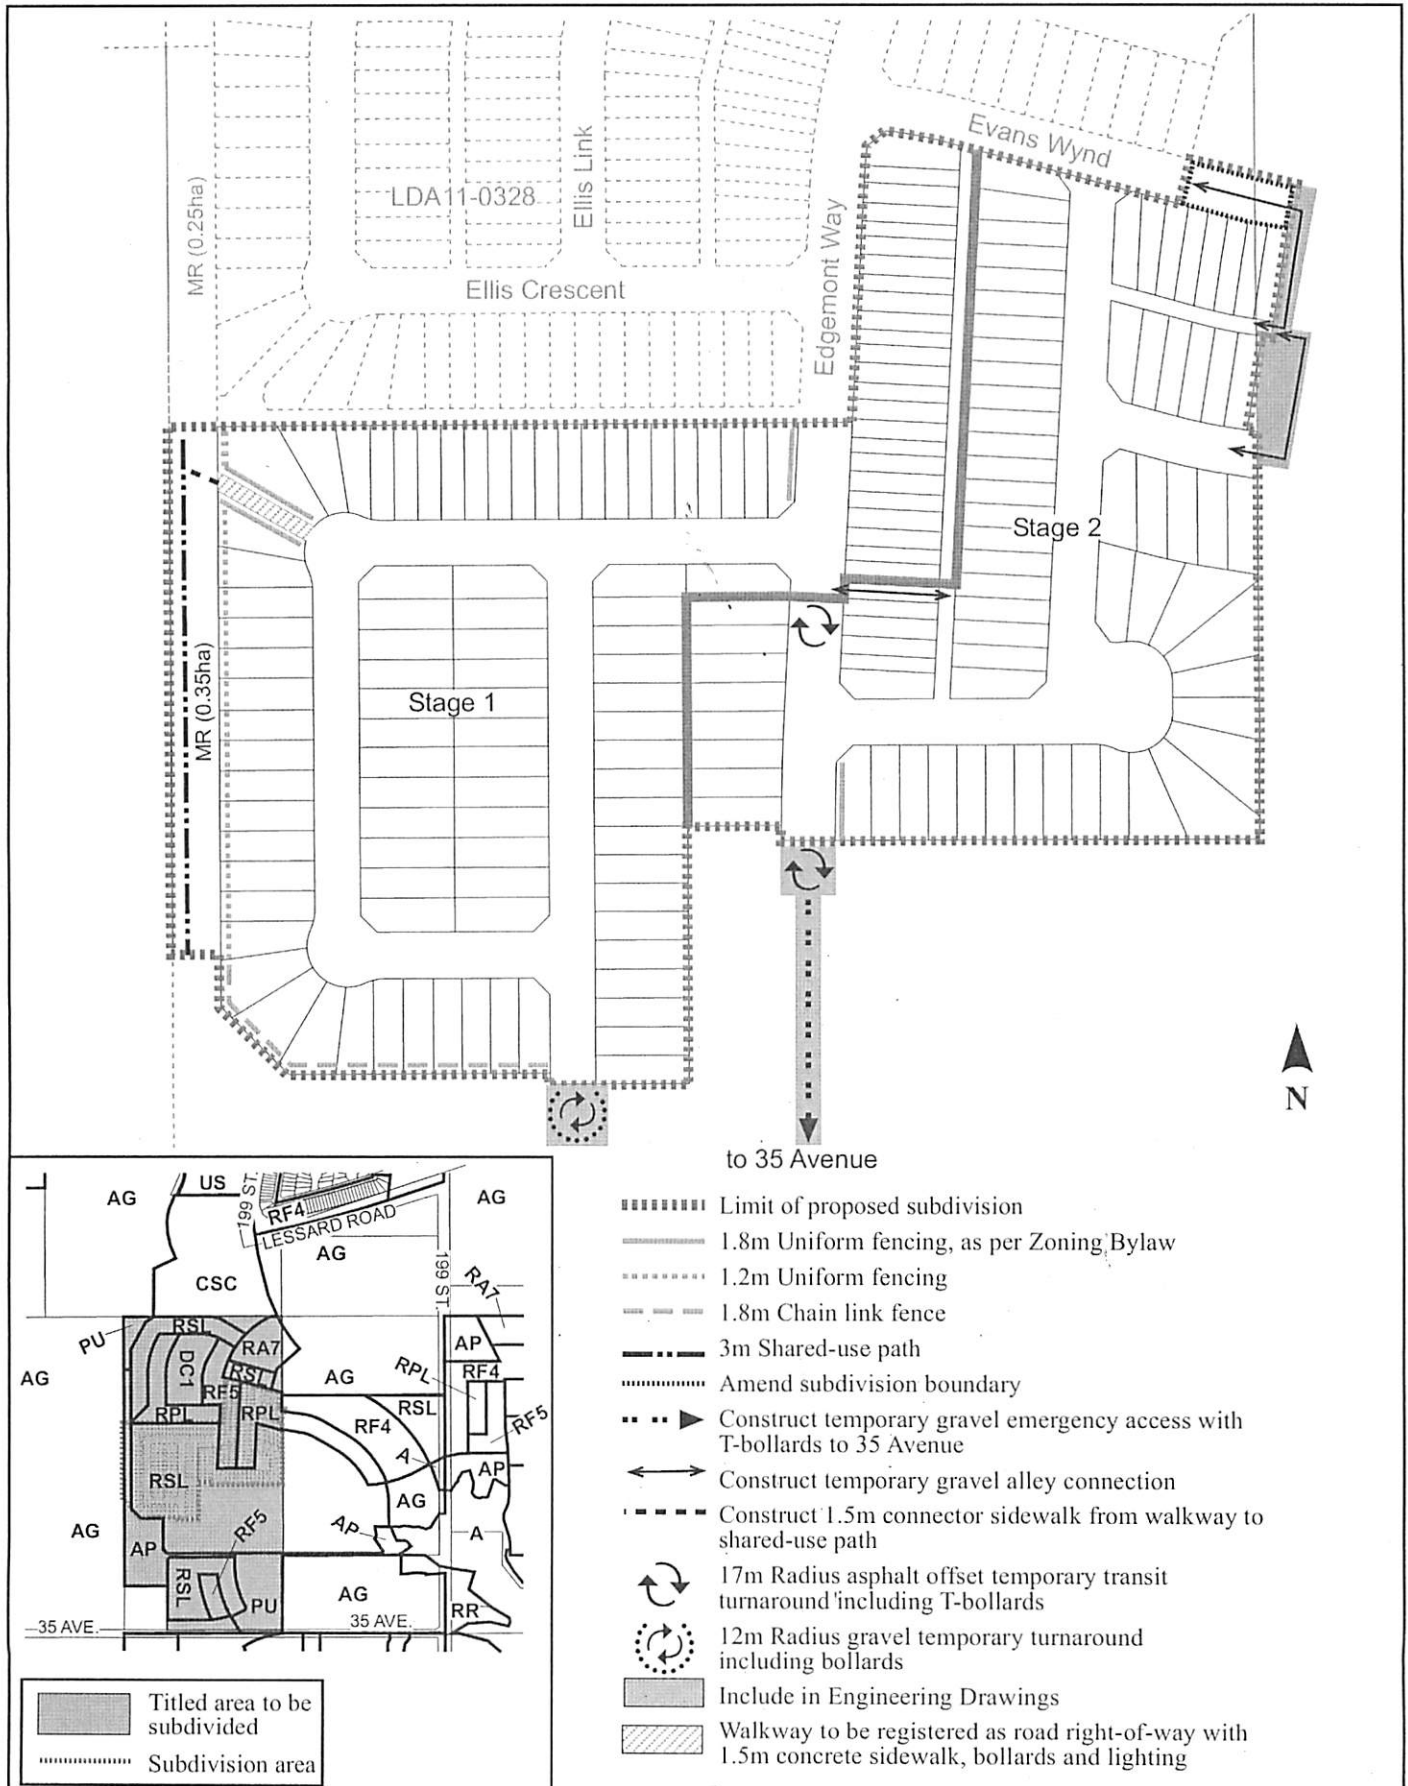 Evans Wynd
Ellis Link
LDA11-0328
MR (0.25ha)
Edgemont Way
Ellis Crescent
Stage 2
MR (0.35ha)
Stage 1
N
to 35 Avenue
Limit of proposed subdivision
1.8m Uniform fencing, as per Zoning Bylaw
1.2m Uniform fencing
1.8m Chain link fence
3m Shared-use path
Amend subdivision boundary
Construct temporary gravel emergency access with
T-bollards to 35 Avenue
Construct temporary gravel alley connection
Construct 1.5m connector sidewalk from walkway to
shared-use path
17m Radius asphalt offset temporary transit
turnaround including T-bollards
12m Radius gravel temporary turnaround
including bollards
Include in Engineering Drawings
Walkway to be registered as road right-of-way with
1.5m concrete sidewalk, bollards and lighting
AG
US
199 ST.
RF4
LESSARD ROAD
AG
AG
CSC
199 ST.
RA7
PU
RSL
RA7
AP
AG
DC1
RSL
AG
RPL
RF4
RF5
RPL
RPL
RSL
RF4
RF5
A
AP
RSL
AG
AG
AP
RF5
AP
A
RSL
PU
AG
RR
35 AVE.
35 AVE.
Titled area to be
subdivided
Subdivision area